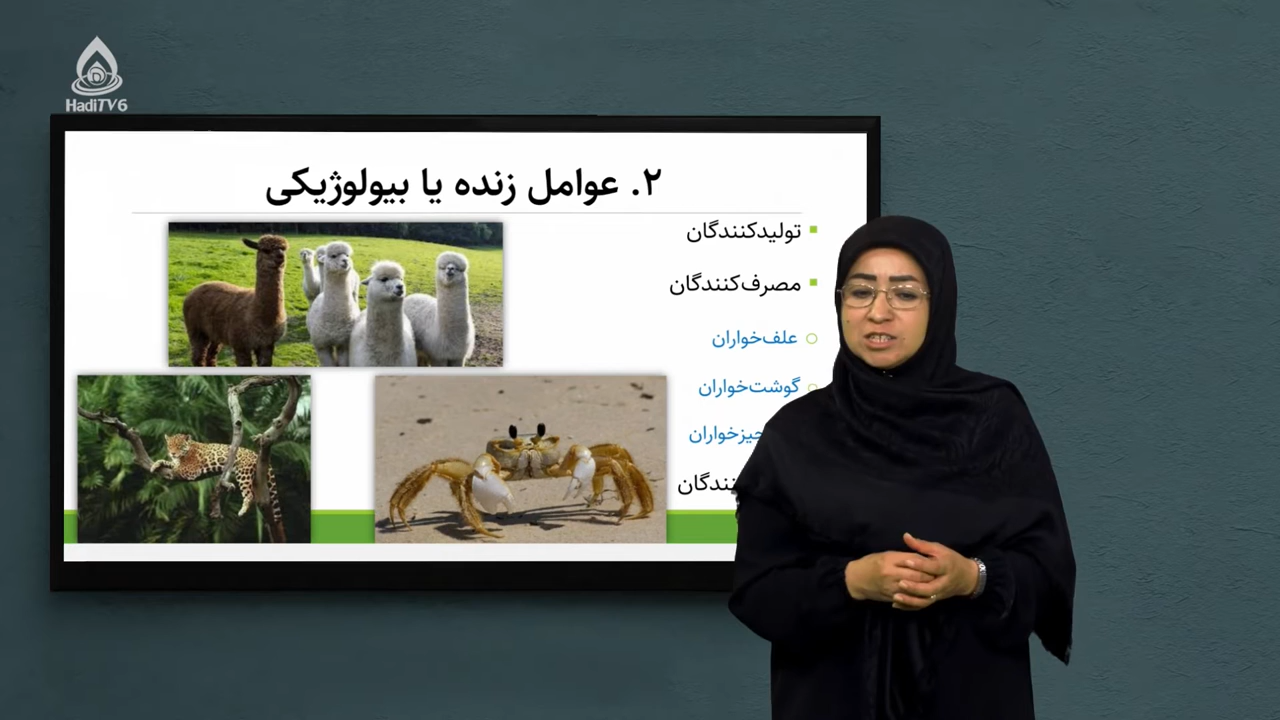 HadiTV6
۲. عوامل زنده یا بیولوژیکی
تولیدکنندگان
مصرف‌کنندگان
علف‌خواران
گوشت‌خواران